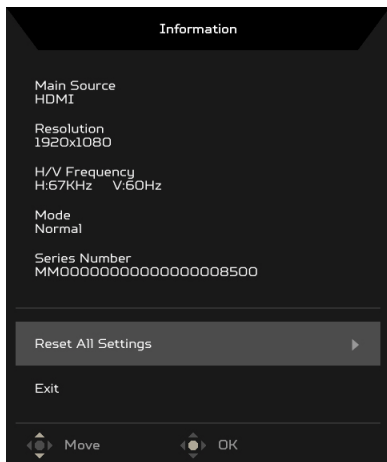 Information
Main Source
HDMI
Resolution
1920x1080
H/V Frequency
H:67KHz V:60Hz
Mode
Normal
Series Number
MM00000000000000008500
Reset All Settings
Exit
Move OK